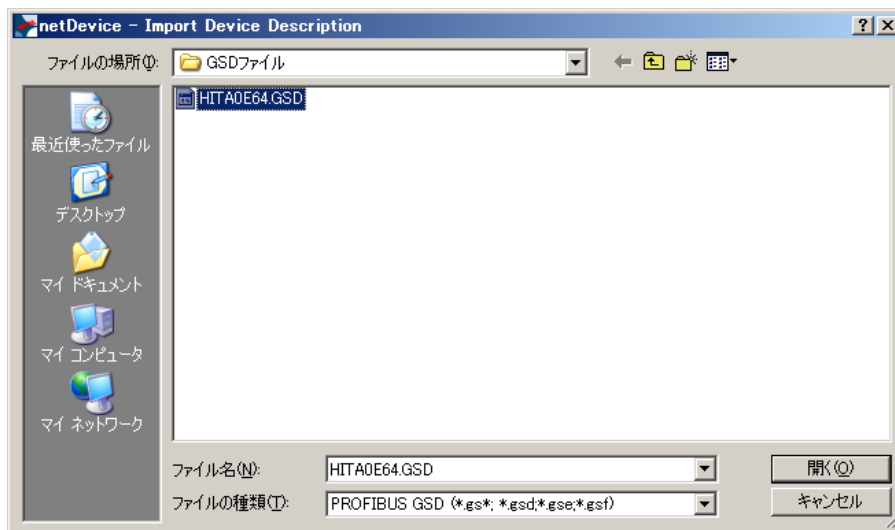 netDevice - Import Device Description
ファイルの場所(I):
GSDファイル
HITA0E64.GSD
最近使ったファイル
デスクトップ
マイ ドキュメント
マイ コンピュータ
マイ ネットワーク
ファイル名(N):
HITA0E64.GSD
開く(O)
ファイルの種類(T):
PROFIBUS GSD (*.gs*; *.gsd;*.gse;*.gsf)
キャンセル